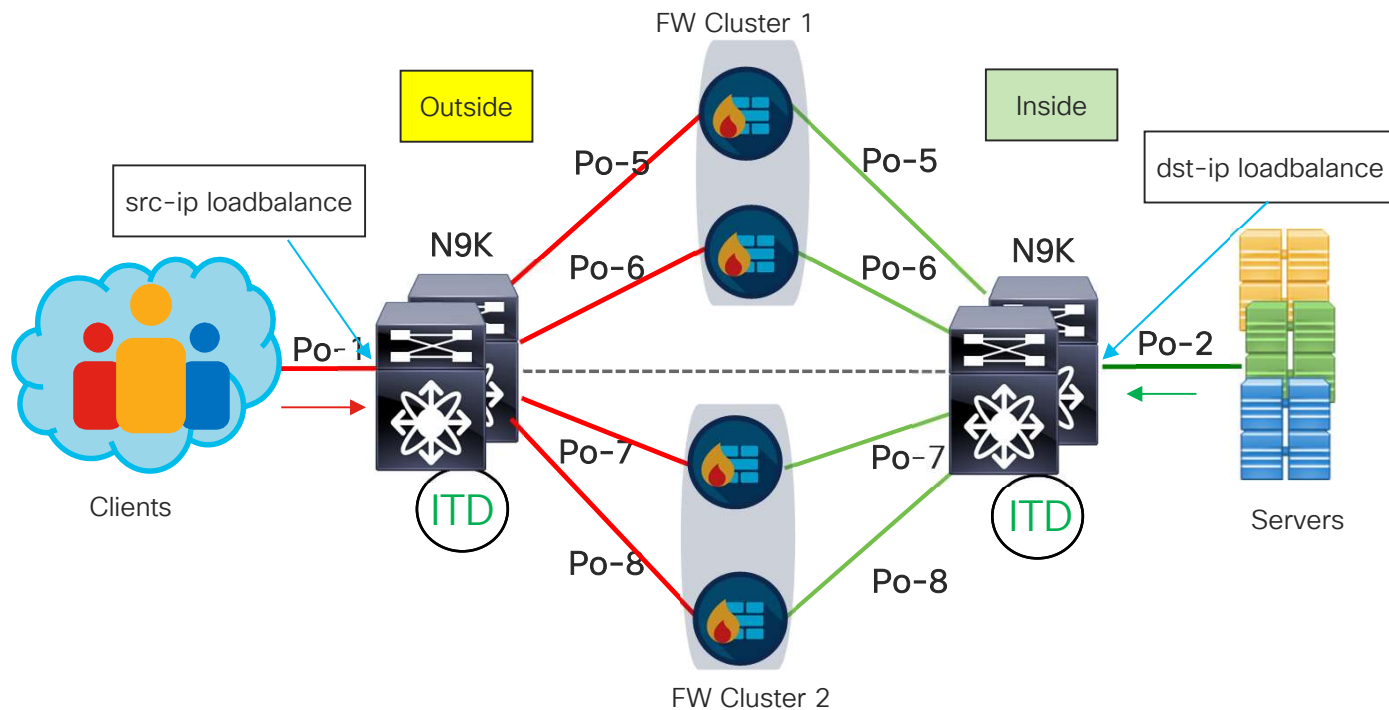 FW Cluster 1
Outside
Inside
Po-5
Po-5
src-ip loadbalance
dst-ip loadbalance
N9K
Po-6
Po-6
N9K
Po-1
Po-2
Clients
Po-7
Po-7
ITD
ITD
Servers
Po-8
Po-8
FW Cluster 2